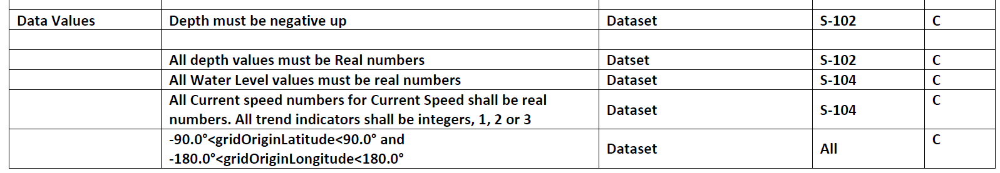 Data Values Depth must be negative up Dataset S-102 C
All depth values must be Real numbers Datset S-102 C
All Water Level values must be real numbers Dataset S-104 C
All Current speed numbers for Current Speed shall be real
numbers. All trend indicators shall be integers, 1, 2 or 3 Dataset S-104 C
-90.0°<gridOriginLatitude<90.0° and
-180.0°<gridOriginLongitude<180.0° Dataset All C